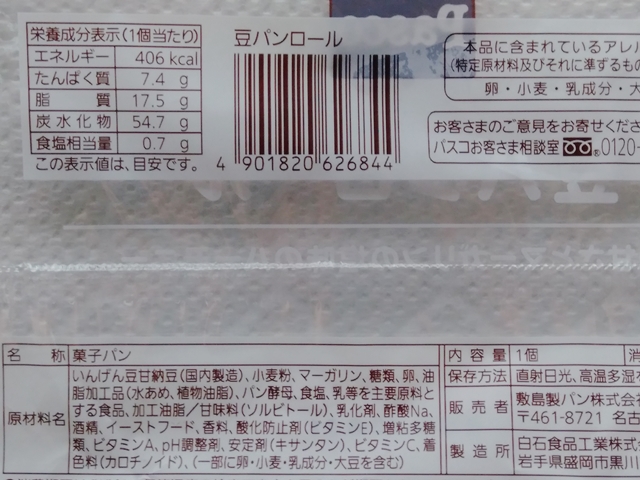 Pasco
栄養成分表示(1個当たり)
エネルギー 406 kcal
たんぱく質 7.4 g
脂質 17.5 g
炭水化物 54.7 g
食塩相当量 0.7 g
この表示値は、目安です。
豆パンロール
4 901820 626844
本品に含まれているアレル
(特定原材料及びそれに準ずるもの
卵・小麦・乳成分・大
お客さまのご意見をお寄せくださ
パスコお客さま相談室 0120-
名称 菓子パン
原材料名
いんげん豆甘納豆(国内製造)、小麦粉、マーガリン、糖類、卵、油
脂加工品(水あめ、植物油脂)、パン酵母、食塩、乳等を主要原料と
する食品、加工油脂/甘味料(ソルビトール)、乳化剤、酢酸Na、
酒精、イーストフード、香料、酸化防止剤(ビタミンE)、増粘多糖
類、ビタミンA、pH調整剤、安定剤(キサンタン)、ビタミンC、着
色料(カロチノイド)、(一部に卵・小麦・乳成分・大豆を含む)
内容量 1個 消
保存方法 直射日光、高温多湿
販売者 敷島製パン株式会
〒461-8721 名古
製造所 白石食品工業株式
岩手県盛岡市黒川